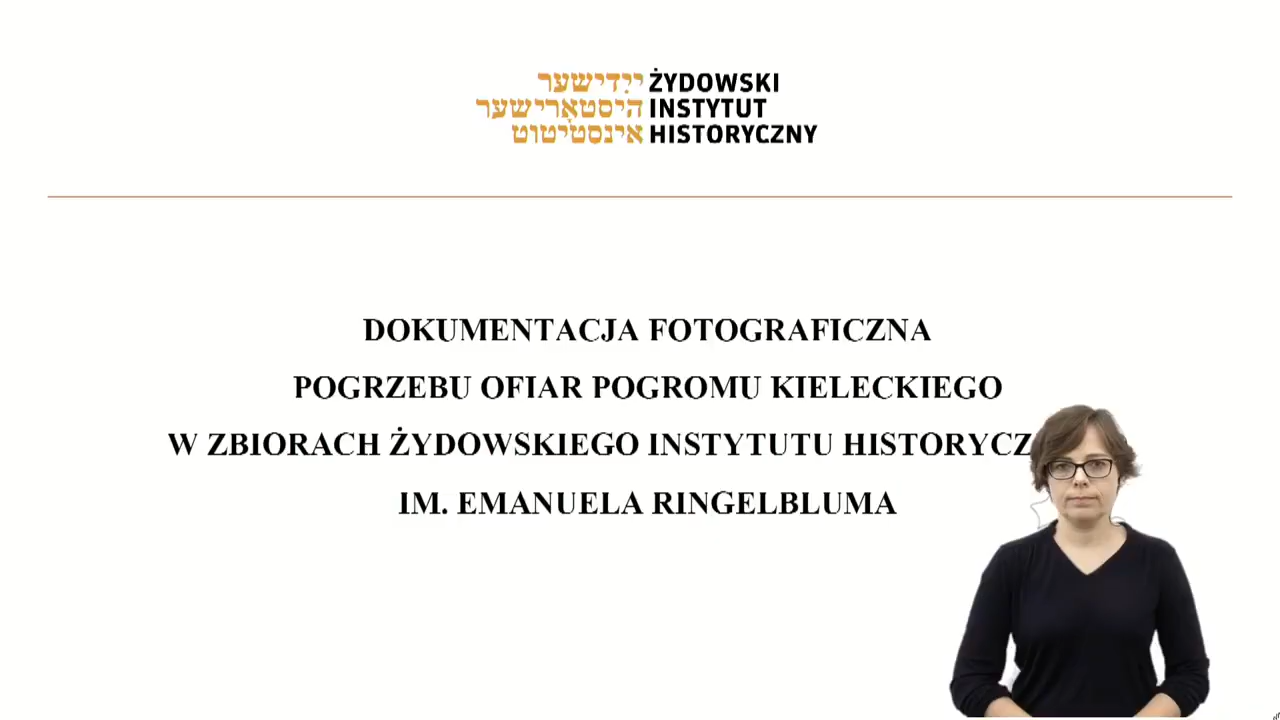 ייִדישער ŻYDOWSKI
היסטאָרישער INSTYTUT
אינסטיטוט HISTORYCZNY
DOKUMENTACJA FOTOGRAFICZNA
POGRZEBU OFIAR POGROMU KIELECKIEGO
W ZBIORACH ŻYDOWSKIEGO INSTYTUTU
IM. EMANUELA RINGELBLUMA